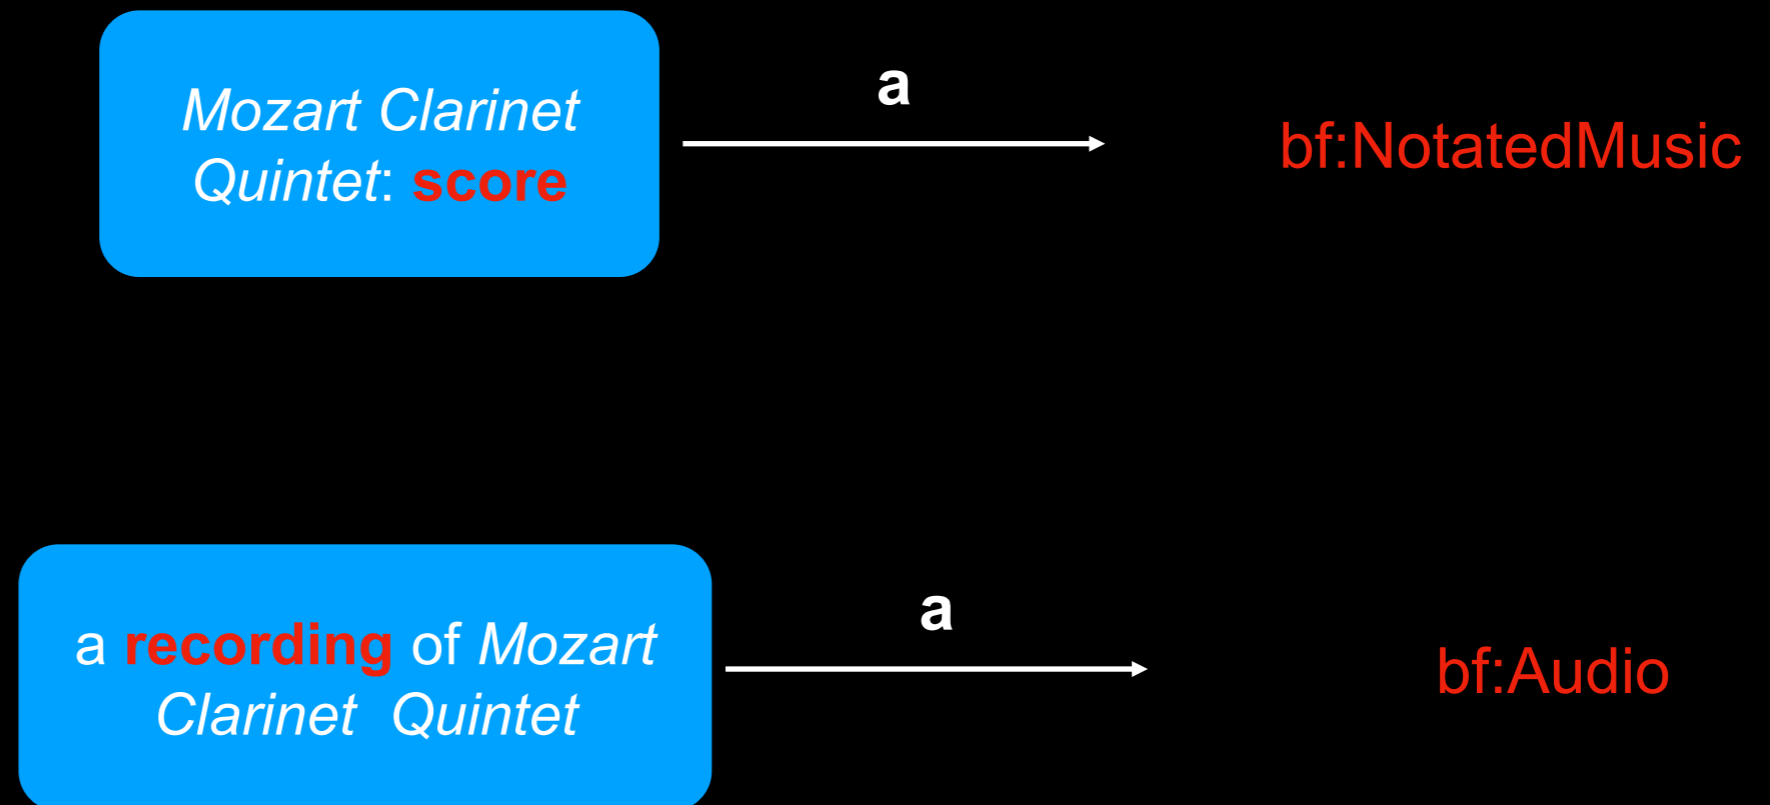 Mozart Clarinet
Quintet: score
a
bf:NotatedMusic
a recording of Mozart
Clarinet Quintet
a
bf:Audio